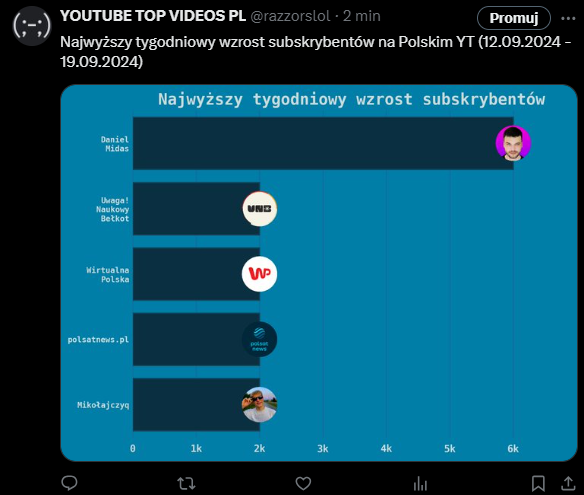 YOUTUBE TOP VIDEOS PL @razzorslol · 2 min
Promuj
Najwyższy tygodniowy wzrost subskrybentów na Polskim YT (12.09.2024 -
19.09.2024)
Najwyższy tygodniowy wzrost subskrybentów
Daniel
Midas
Uwaga!
Naukowy
Bełkot
UNB
Wirtualna
Polska
WP
polsatnews.pl
polsat
news
Mikołajczyq
0 1k 2k 3k 4k 5k 6k